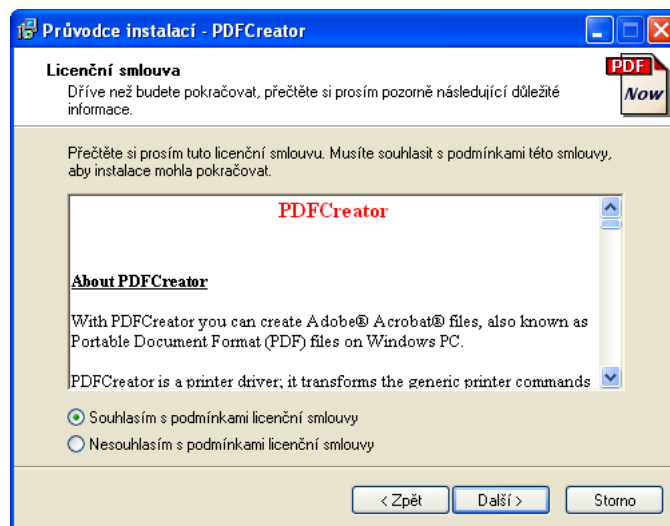 Průvodce instalací - PDFCreator
Licenční smlouva
Dříve než budete pokračovat, přečtěte si prosím pozorně následující důležité
informace.
PDF
Now
Přečtěte si prosím tuto licenční smlouvu. Musíte souhlasit s podmínkami této smlouvy,
aby instalace mohla pokračovat.
PDFCreator
About PDFCreator
With PDFCreator you can create Adobe® Acrobat® files, also known as
Portable Document Format (PDF) files on Windows PC.
PDFCreator is a printer driver; it transforms the generic printer commands
Souhlasím s podmínkami licenční smlouvy
Nesouhlasím s podmínkami licenční smlouvy
< Zpět
Další >
Storno